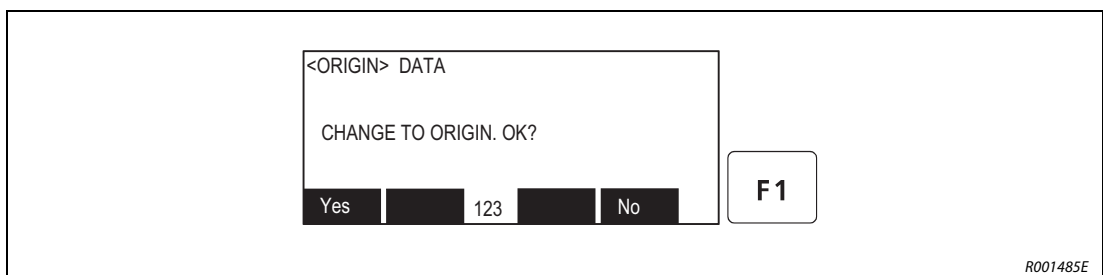 <ORIGIN> DATA
CHANGE TO ORIGIN. OK?
Yes 123 No
F1
R001485E